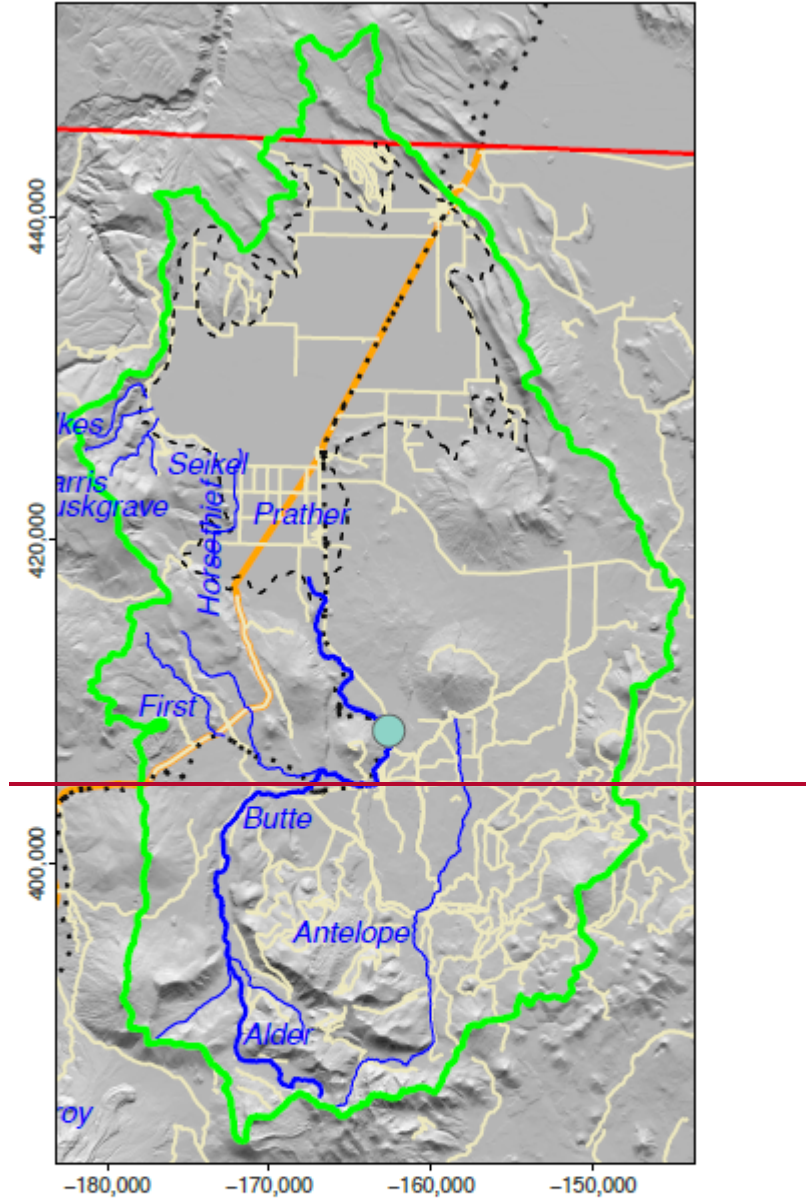 440,000
lkes
Seikel
arris
uskgrave
Prather
Horsethief
420,000
First
Butte
400,000
Antelope
Alder
roy
−180,000
−170,000
−160,000
−150,000